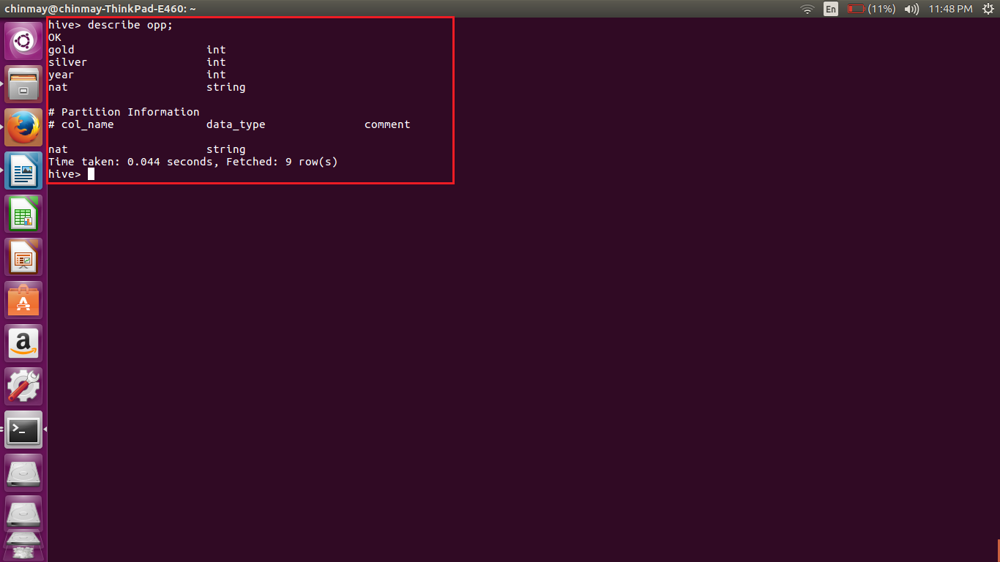 chinmay@chinmay-ThinkPad-E460: ~ En (11%) 11:48 PM
hive> describe opp;
OK
gold int
silver int
year int
nat string
# Partition Information
# col_name data_type comment
nat string
Time taken: 0.044 seconds, Fetched: 9 row(s)
hive>
A
a
>_